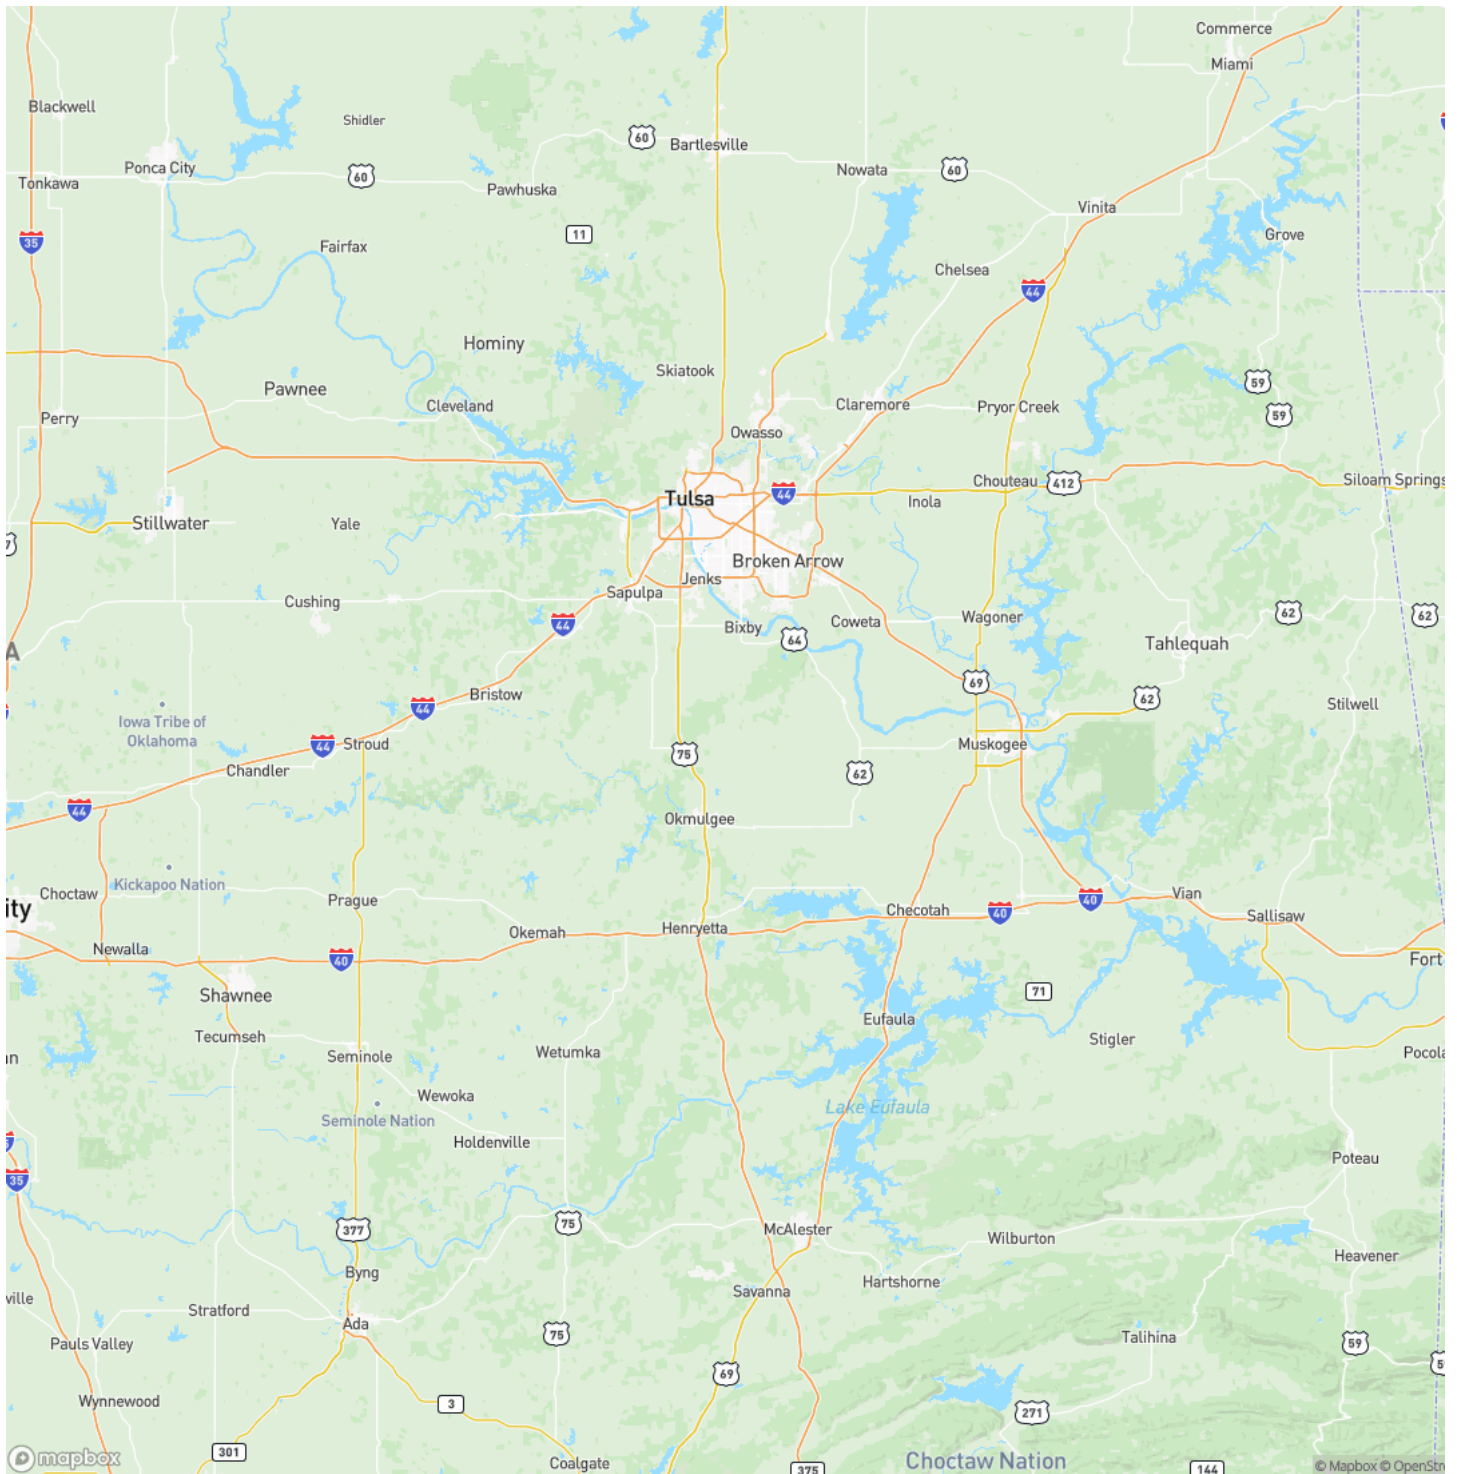 Commerce
Miami
Blackwell
Shidler
Ponca City
60
Bartlesville
60
Tonkawa
60
Pawhuska
Nowata
Vinita
35
Fairfax
11
Grove
Chelsea
44
Hominy
Skiatook
Pawnee
59
Cleveland
Claremore
Pryor Creek
59
Perry
Owasso
Tulsa
44
Inola
Chouteau
412
Siloam Springs
Stillwater
Yale
7
Broken Arrow
Jenks
Sapulpa
Cushing
44
Bixby
64
Coweta
Wagoner
62
62
A
Tahlequah
69
62
Bristow
44
Stilwell
Iowa Tribe of
Oklahoma
44
Stroud
75
Muskogee
62
Chandler
44
Okmulgee
Kickapoo Nation
Choctaw
Prague
ity
Checotah
40
40
Vian
Sallisaw
Newalla
40
Okemah
Henryetta
Fort
Shawnee
71
Eufaula
Tecumseh
Seminole
Wetumka
Stigler
an
Pocola
Wewoka
Lake Eufaula
Seminole Nation
Holdenville
35
Poteau
377
75
McAlester
Wilburton
Heavener
Byng
Hartshorne
Savanna
ville
Stratford
Ada
75
Pauls Valley
Talihina
59
Wynnewood
69
3
271
301
Coalgate
375
Choctaw Nation
144
mapbox
© Mapbox © OpenStre